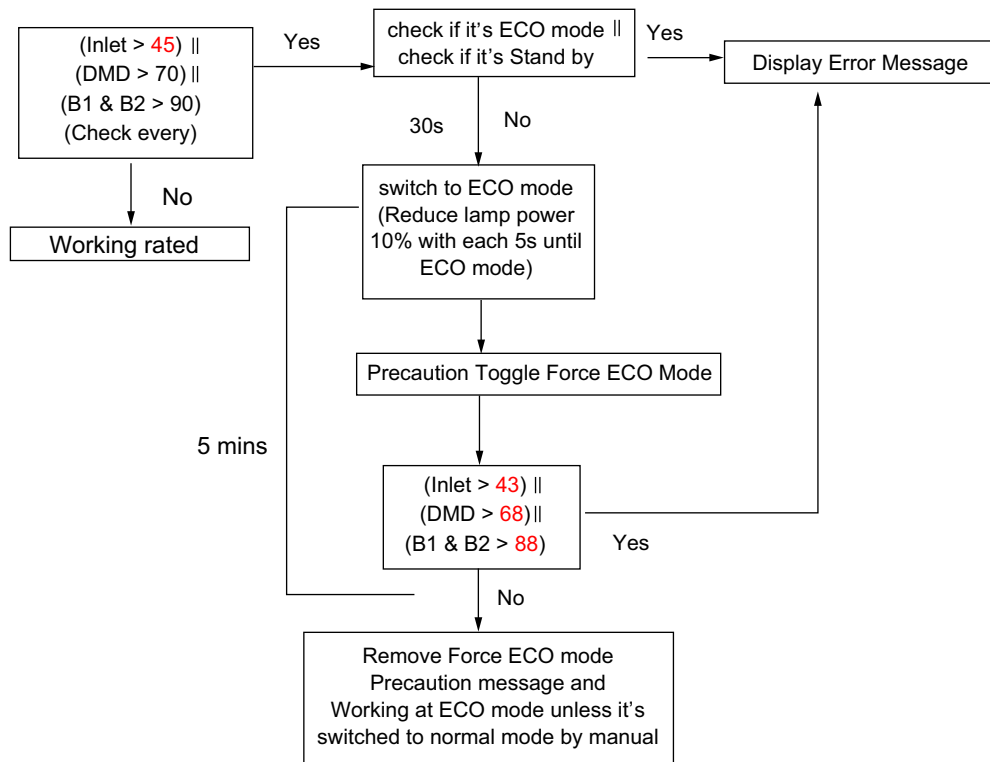 (Inlet > 45) ||
(DMD > 70) ||
(B1 & B2 > 90)
(Check every)
Yes
check if it's ECO mode ||
check if it's Stand by
Yes
Display Error Message
No
Working rated
30s
No
switch to ECO mode
(Reduce lamp power
10% with each 5s until
ECO mode)
Precaution Toggle Force ECO Mode
5 mins
(Inlet > 43) ||
(DMD > 68)||
(B1 & B2 > 88)
Yes
No
Remove Force ECO mode
Precaution message and
Working at ECO mode unless it's
switched to normal mode by manual